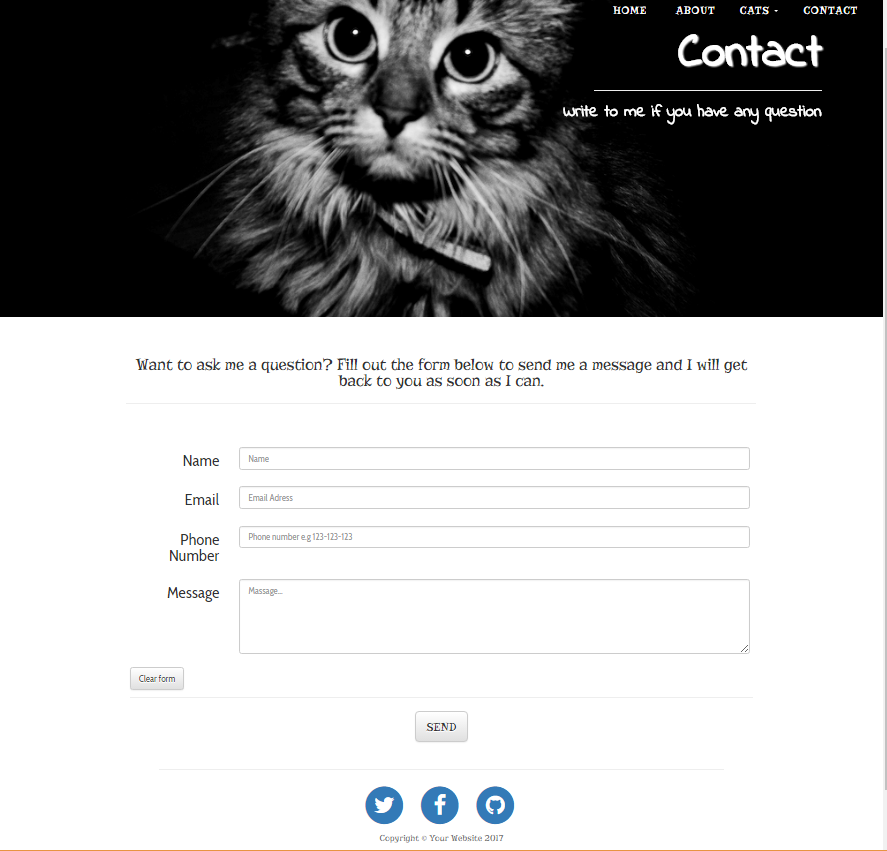 HOME ABOUT CATS CONTACT
Contact
write to me if you have any question
Want to ask me a question? Fill out the form below to send me a message and I will get
back to you as soon as I can.
Name
Name
Email
Email Adress
Phone
Number
Phone number e.g 123-123-123
Message
Massage...
Clear form
SEND
Copyright © Your Website 2017